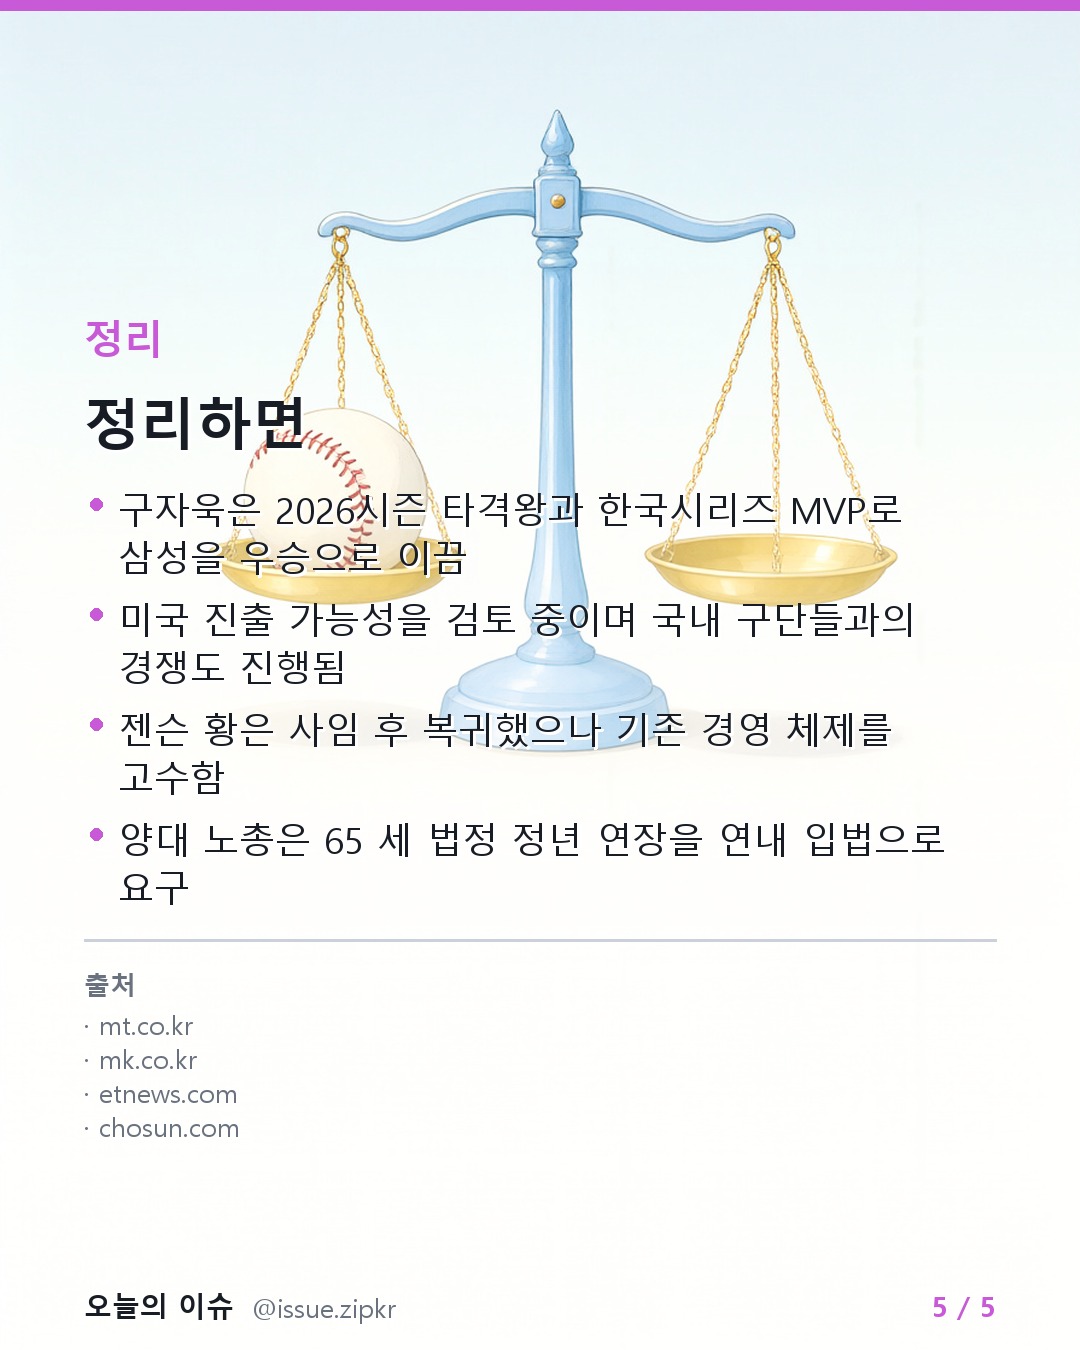 정리
정리하면
• 구자욱은 2026시즌 타격왕과 한국시리즈 MVP로
삼성을 우승으로 이끔
• 미국 진출 가능성을 검토 중이며 국내 구단들과의
경쟁도 진행됨
• 젠슨 황은 사임 후 복귀했으나 기존 경영 체제를
고수함
• 양대 노총은 65 세 법정 정년 연장을 연내 입법으로
요구
출처
· mt.co.kr
· mk.co.kr
· etnews.com
· chosun.com
오늘의 이슈 @issue.zipkr 5 / 5